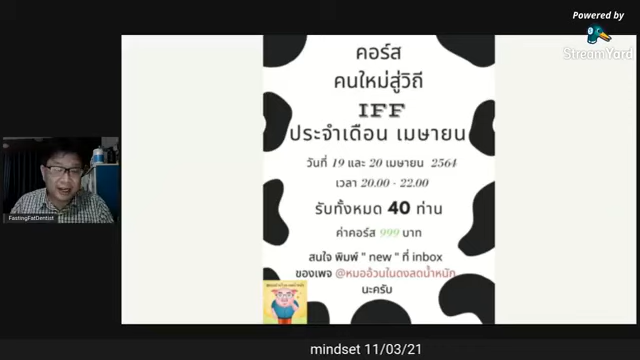 Powered by
StreamYard
คอร์ส
คนใหม่สู่วิถี
IFF
ประจำเดือน เมษายน
วันที่ 19 และ 20 เมษายน 2564
เวลา 20.00 - 22.00
รับทั้งหมด 40 ท่าน
ค่าคอร์ส 999 บาท
สนใจ พิมพ์ " new " ที่ inbox
ของเพจ @หมออ้วนในดงลดน้ำหนัก
นะครับ
FastingFatDentist
mindset 11/03/21